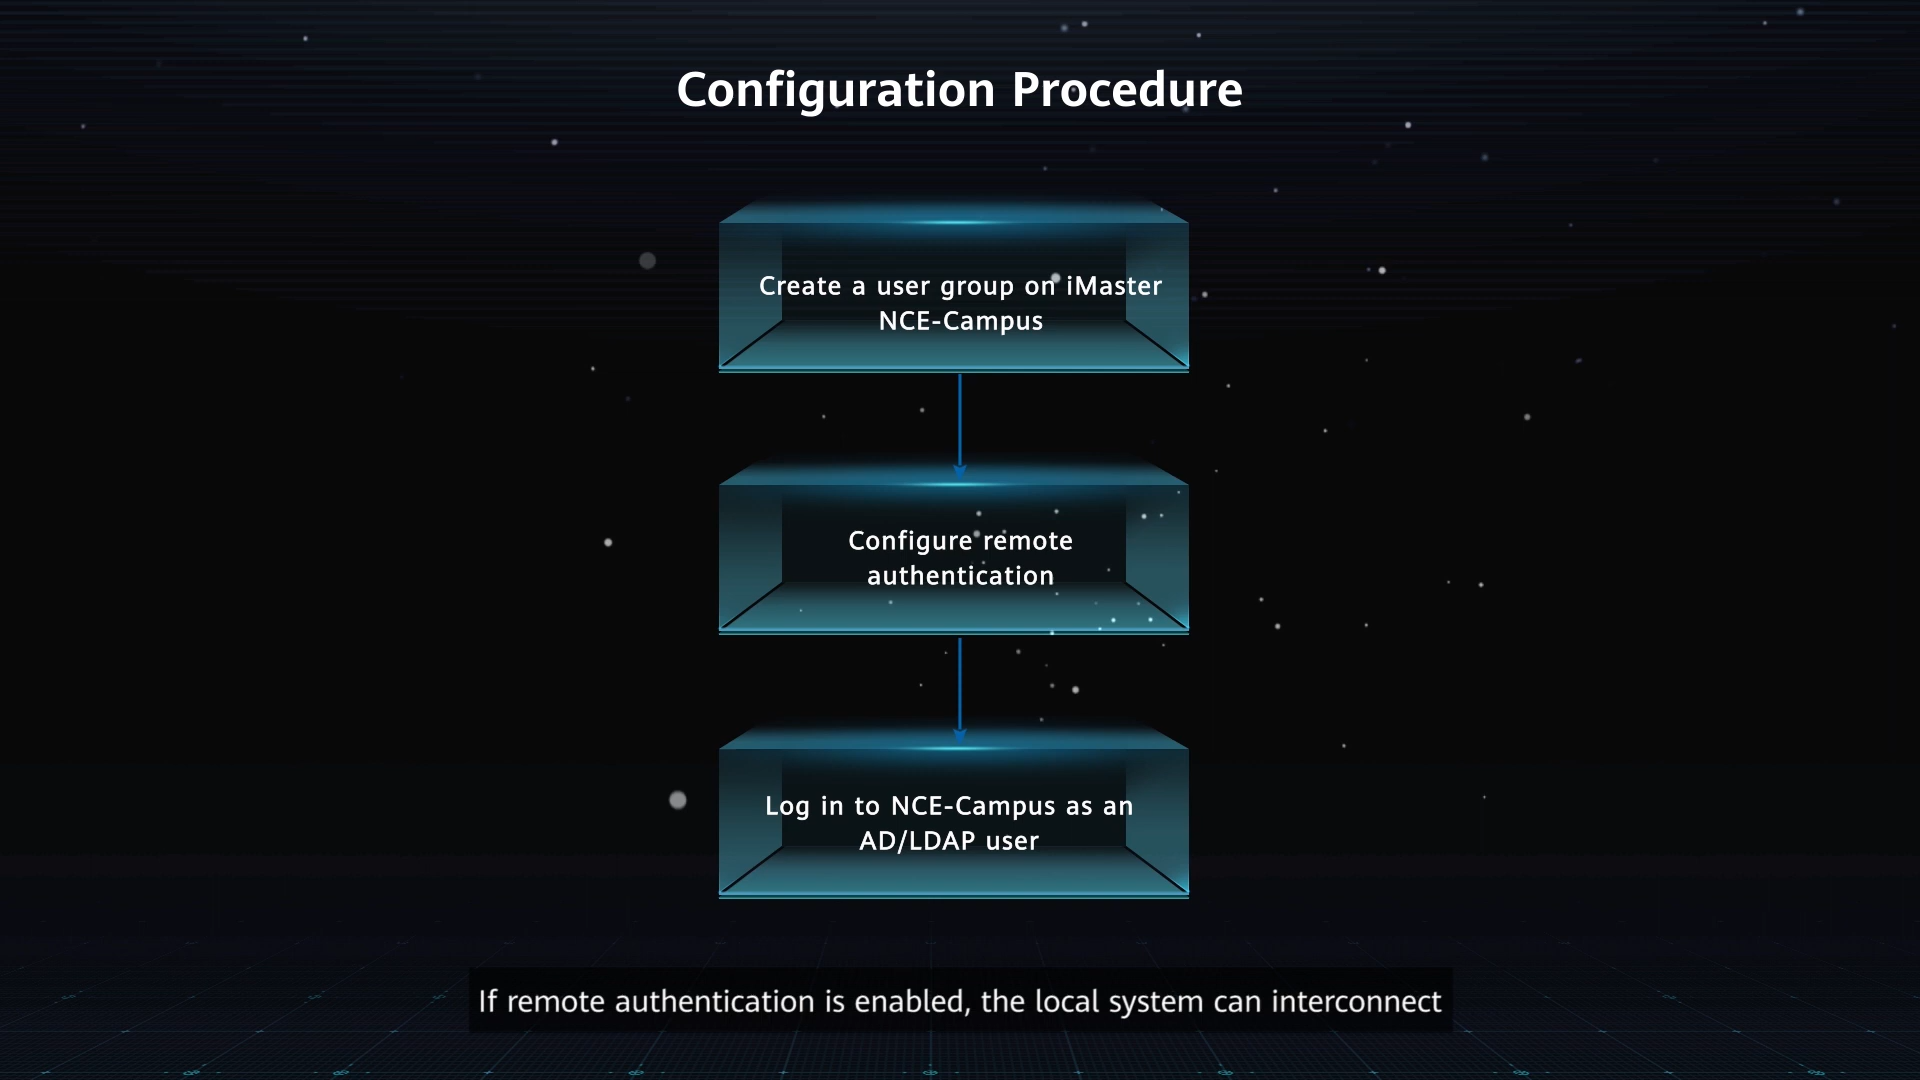 Configuration Procedure
Create a user group on iMaster
NCE-Campus
Configure remote
authentication
Log in to NCE-Campus as an
AD/LDAP user
If remote authentication is enabled, the local system can interconnect